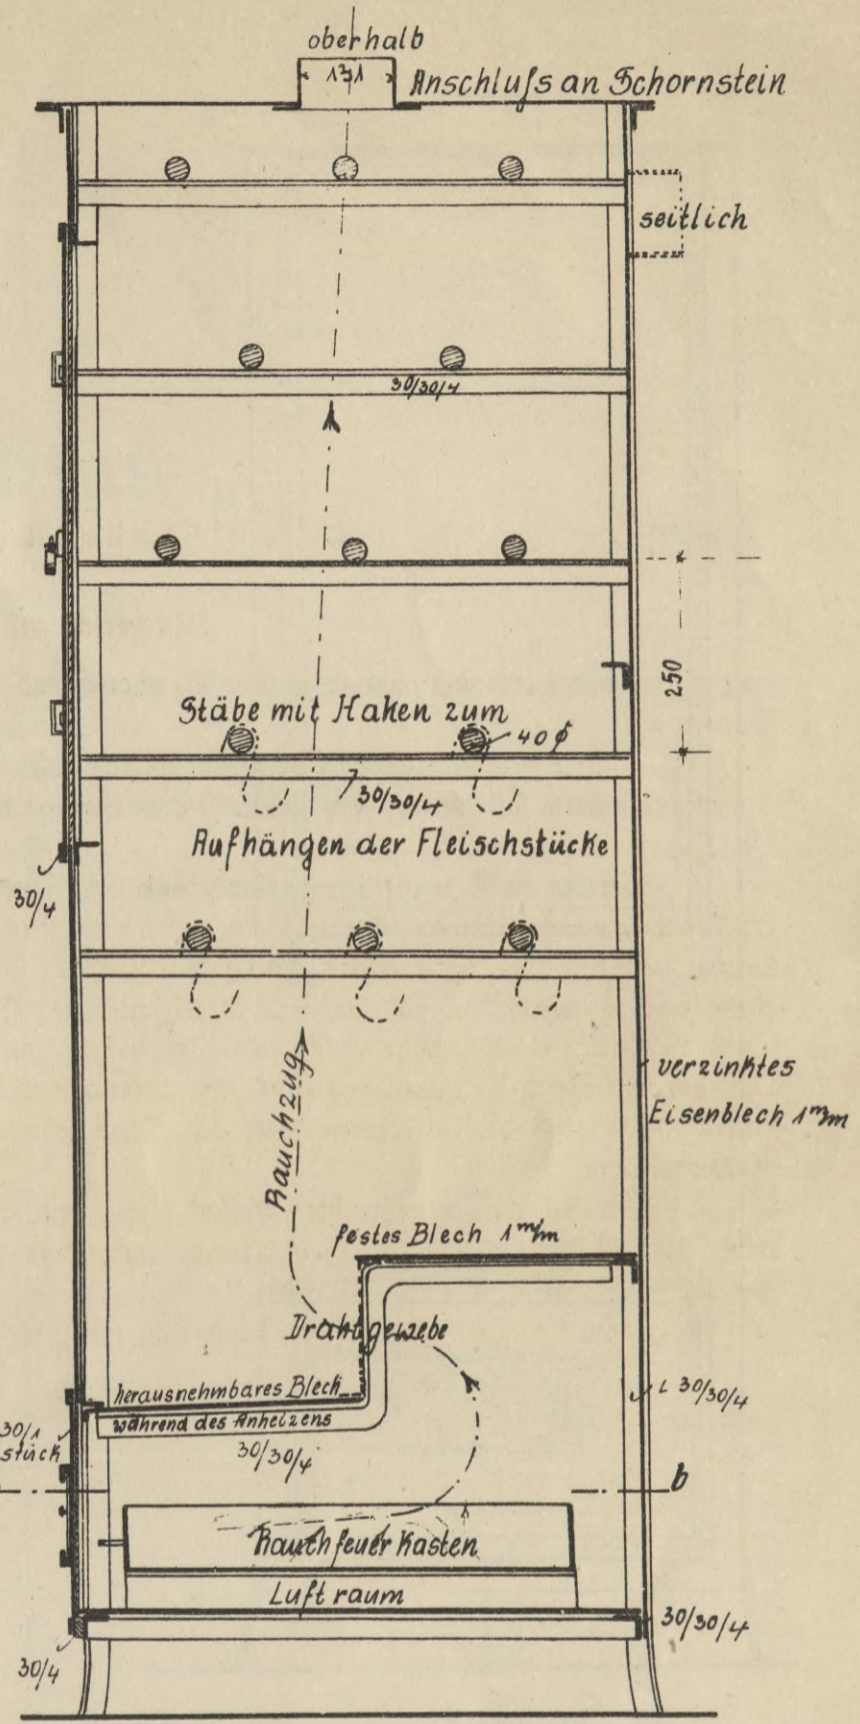 oberhalb
131
Anschluſs an Schornstein
seitlich
30/30/4
250
Stäbe mit Haken zum
40 ϕ
30/30/4
Aufhängen der Fleischstücke
30/4
Rauchzug
verzinktes
Eisenblech 1 m/m
festes Blech 1 m/m
Drahtgewebe
herausnehmbares Blech
während des Anheizens
30/30/4
L 30/30/4
30/1
stück
b
Rauchfeuer Kasten
Luftraum
30/30/4
30/4